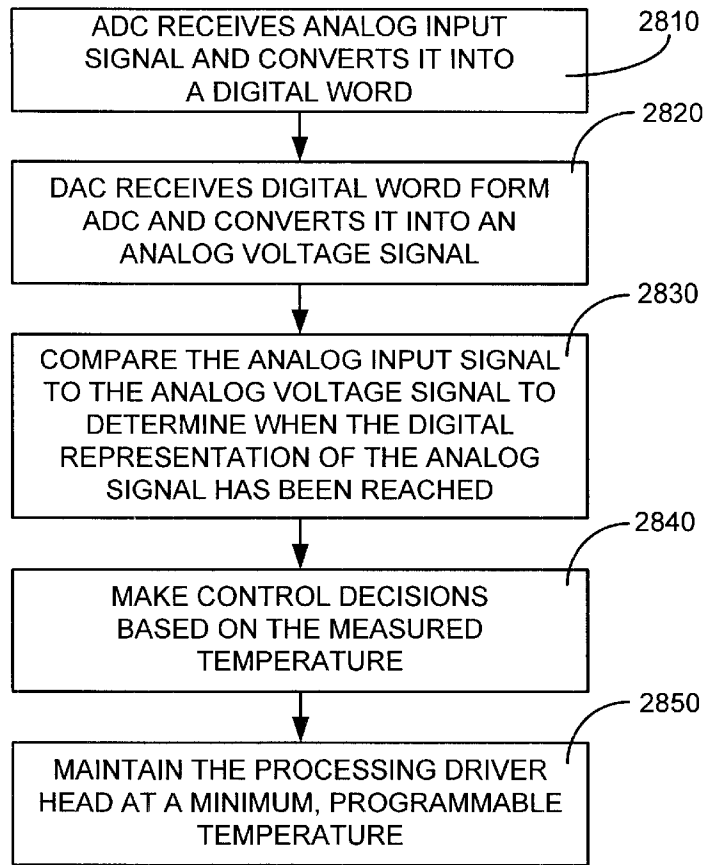 ADC RECEIVES ANALOG INPUT
SIGNAL AND CONVERTS IT INTO
A DIGITAL WORD
2810
DAC RECEIVES DIGITAL WORD FORM
ADC AND CONVERTS IT INTO AN
ANALOG VOLTAGE SIGNAL
2820
COMPARE THE ANALOG INPUT SIGNAL
TO THE ANALOG VOLTAGE SIGNAL TO
DETERMINE WHEN THE DIGITAL
REPRESENTATION OF THE ANALOG
SIGNAL HAS BEEN REACHED
2830
MAKE CONTROL DECISIONS
BASED ON THE MEASURED
TEMPERATURE
2840
MAINTAIN THE PROCESSING DRIVER
HEAD AT A MINIMUM, PROGRAMMABLE
TEMPERATURE
2850